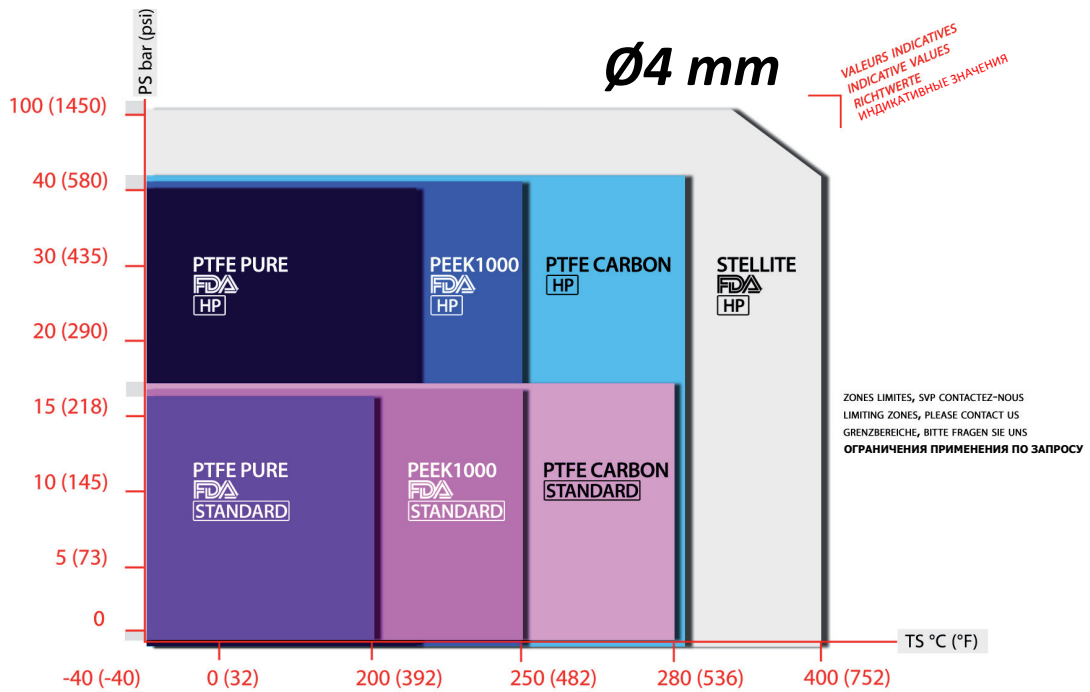 PS bar (psi)
Ø4 mm
VALEURS INDICATIVES
INDICATIVE VALUES
RICHTWERTE
ИНДИКАТИВНЫЕ ЗНАЧЕНИЯ
100 (1450)
40 (580)
30 (435)
20 (290)
15 (218)
10 (145)
5 (73)
0
PTFE PURE
FDA
HP
PEEK1000
FDA
HP
PTFE CARBON
HP
STELLITE
FDA
HP
PTFE PURE
FDA
STANDARD
PEEK1000
FDA
STANDARD
PTFE CARBON
STANDARD
ZONES LIMITES, SVP CONTACTEZ-NOUS
LIMITING ZONES, PLEASE CONTACT US
GRENZBEREICHE, BITTE FRAGEN SIE UNS
ОГРАНИЧЕНИЯ ПРИМЕНЕНИЯ ПО ЗАПРОСУ
TS °C (°F)
-40 (-40)
0 (32)
200 (392)
250 (482)
280 (536)
400 (752)